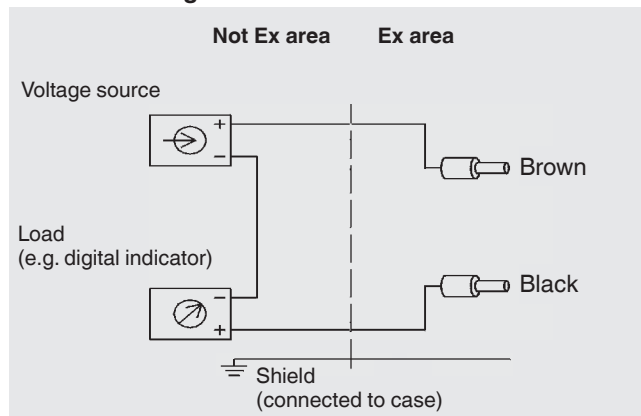 Not Ex area Ex area
Voltage source
+
−
Brown
Load
(e.g. digital indicator)
−
+
Black
Shield
(connected to case)